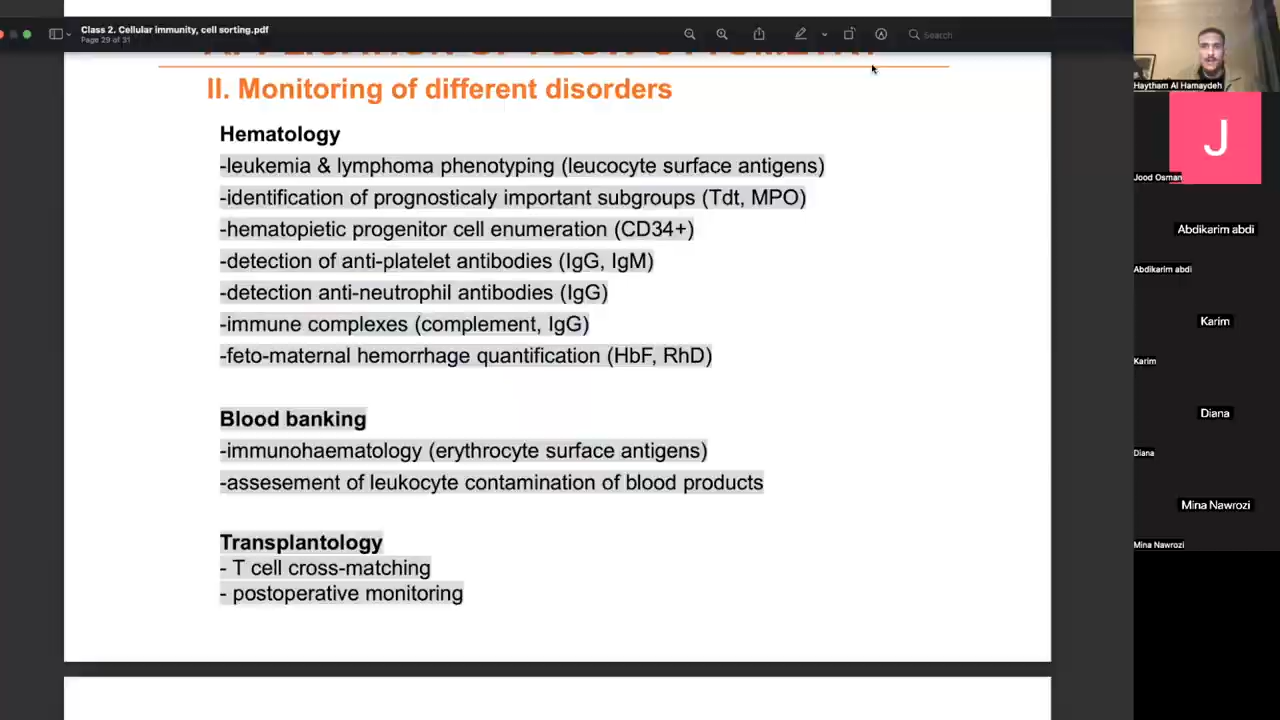 Class 2. Cellular immunity, cell sorting.pdf
Page 29 of 31
Search
II. Monitoring of different disorders
Hematology
-leukemia & lymphoma phenotyping (leucocyte surface antigens)
-identification of prognosticaly important subgroups (Tdt, MPO)
-hematopietic progenitor cell enumeration (CD34+)
-detection of anti-platelet antibodies (IgG, IgM)
-detection anti-neutrophil antibodies (IgG)
-immune complexes (complement, IgG)
-feto-maternal hemorrhage quantification (HbF, RhD)
Blood banking
-immunohaematology (erythrocyte surface antigens)
-assesement of leukocyte contamination of blood products
Transplantology
- T cell cross-matching
- postoperative monitoring
Haytham Al Hamaydeh
J
Jood Osman
Abdikarim abdi
Abdikarim abdi
Karim
Karim
Diana
Diana
Mina Nawrozi
Mina Nawrozi